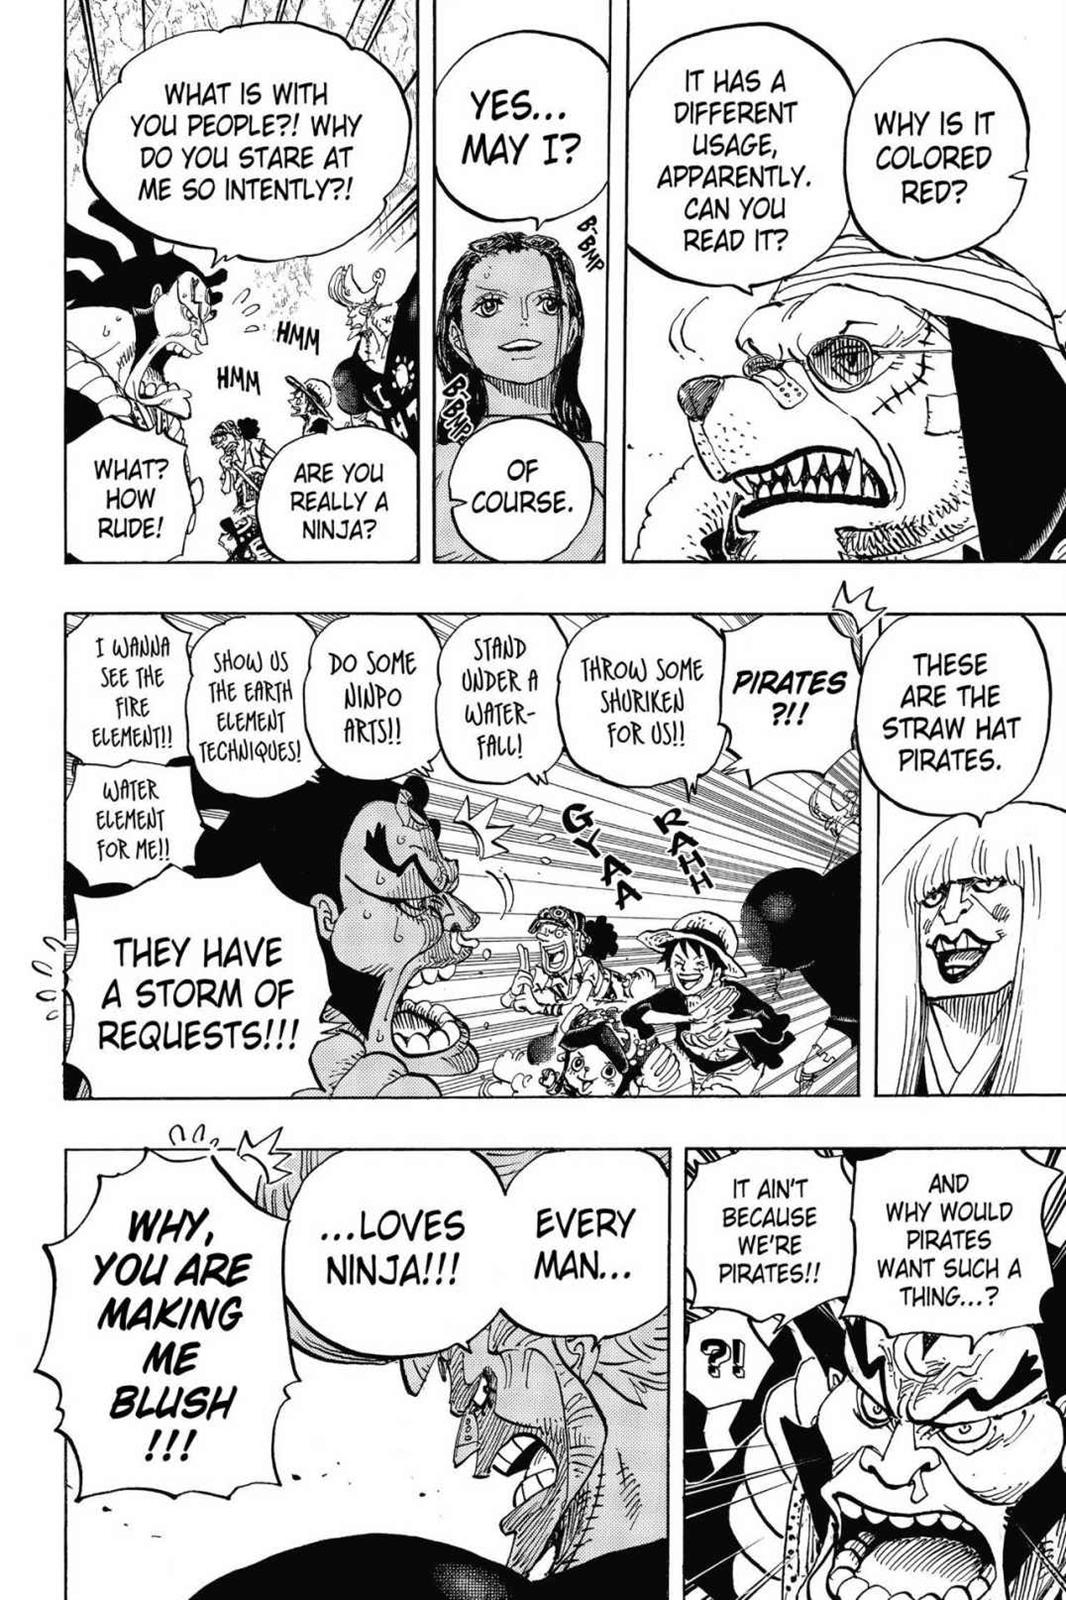 WHY IS IT
COLORED
RED?
IT HAS A
DIFFERENT
USAGE,
APPARENTLY.
CAN YOU
READ IT?
YES...
MAY I?
B-BMP
B-BMP
OF
COURSE.
WHAT IS WITH
YOU PEOPLE?! WHY
DO YOU STARE AT
ME SO INTENTLY?!
HMM
HMM
ARE YOU
REALLY A
NINJA?
WHAT?
HOW
RUDE!
THESE
ARE THE
STRAW HAT
PIRATES.
PIRATES
?!!
THROW SOME
SHURIKEN
FOR US!!
STAND
UNDER A
WATER-
FALL!
DO SOME
NINPO
ARTS!!
SHOW US
THE EARTH
ELEMENT
TECHNIQUES!
I WANNA
SEE THE
FIRE
ELEMENT!!
WATER
ELEMENT
FOR ME!!
RAHH
GYAAA
THEY HAVE
A STORM OF
REQUESTS!!!
AND
WHY WOULD
PIRATES
WANT SUCH A
THING...?
IT AIN'T
BECAUSE
WE'RE
PIRATES!!
?!
EVERY
MAN...
...LOVES
NINJA!!!
WHY,
YOU ARE
MAKING
ME
BLUSH
!!!